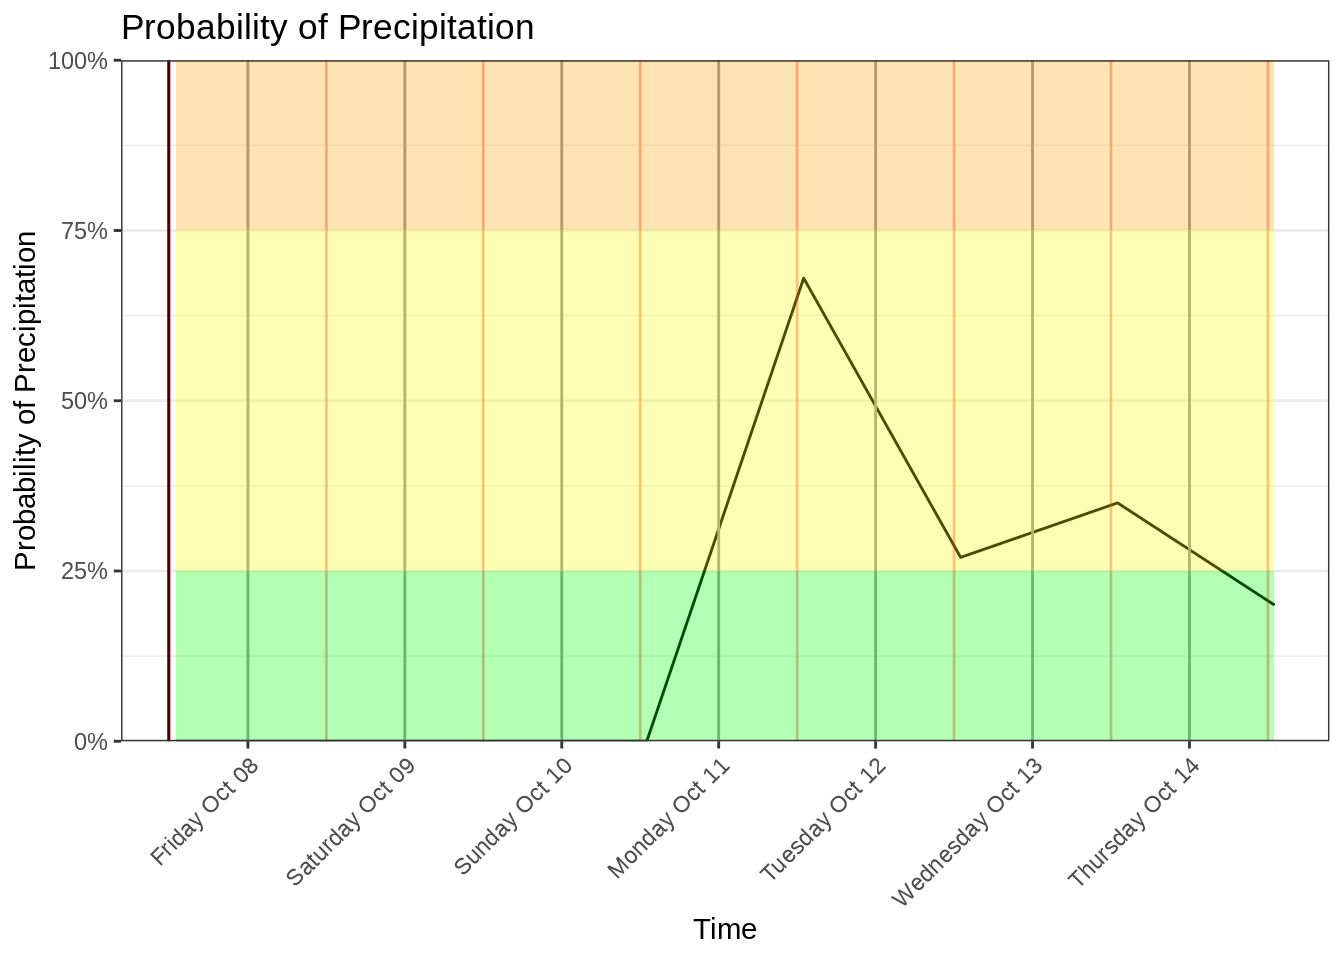 Probability of Precipitation
Probability of Precipitation
100%
75%
50%
25%
0%
Friday Oct 08
Saturday Oct 09
Sunday Oct 10
Monday Oct 11
Tuesday Oct 12
Wednesday Oct 13
Thursday Oct 14
Time